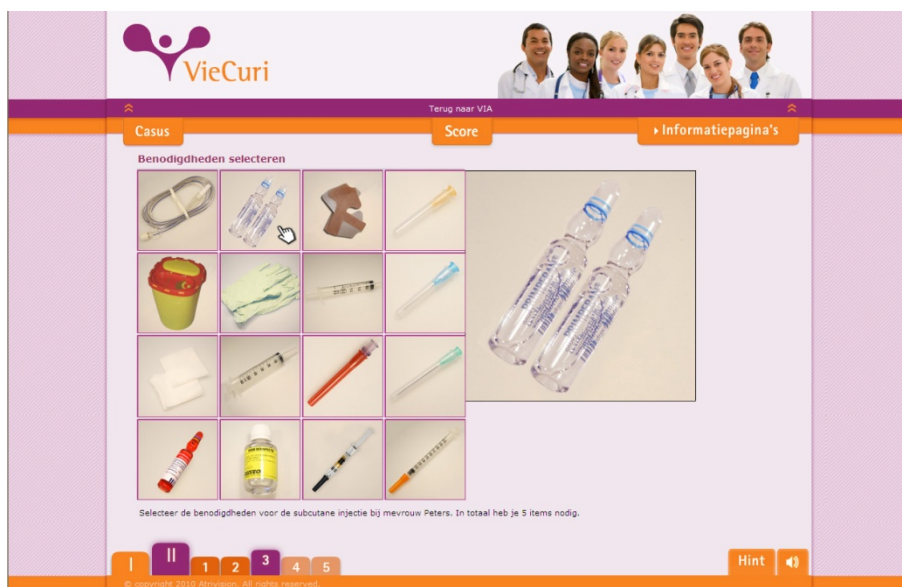 VieCuri
Terug naar VIA
Casus
Score
Informatiepagina's
Benodigdheden selecteren
PRIMPERAN
Selecteer de benodigdheden voor de subcutane injectie bij mevrouw Peters. In totaal heb je 5 items nodig.
I II 1 2 3 4 5
Hint
© copyright 2010 Atrivision. All rights reserved.